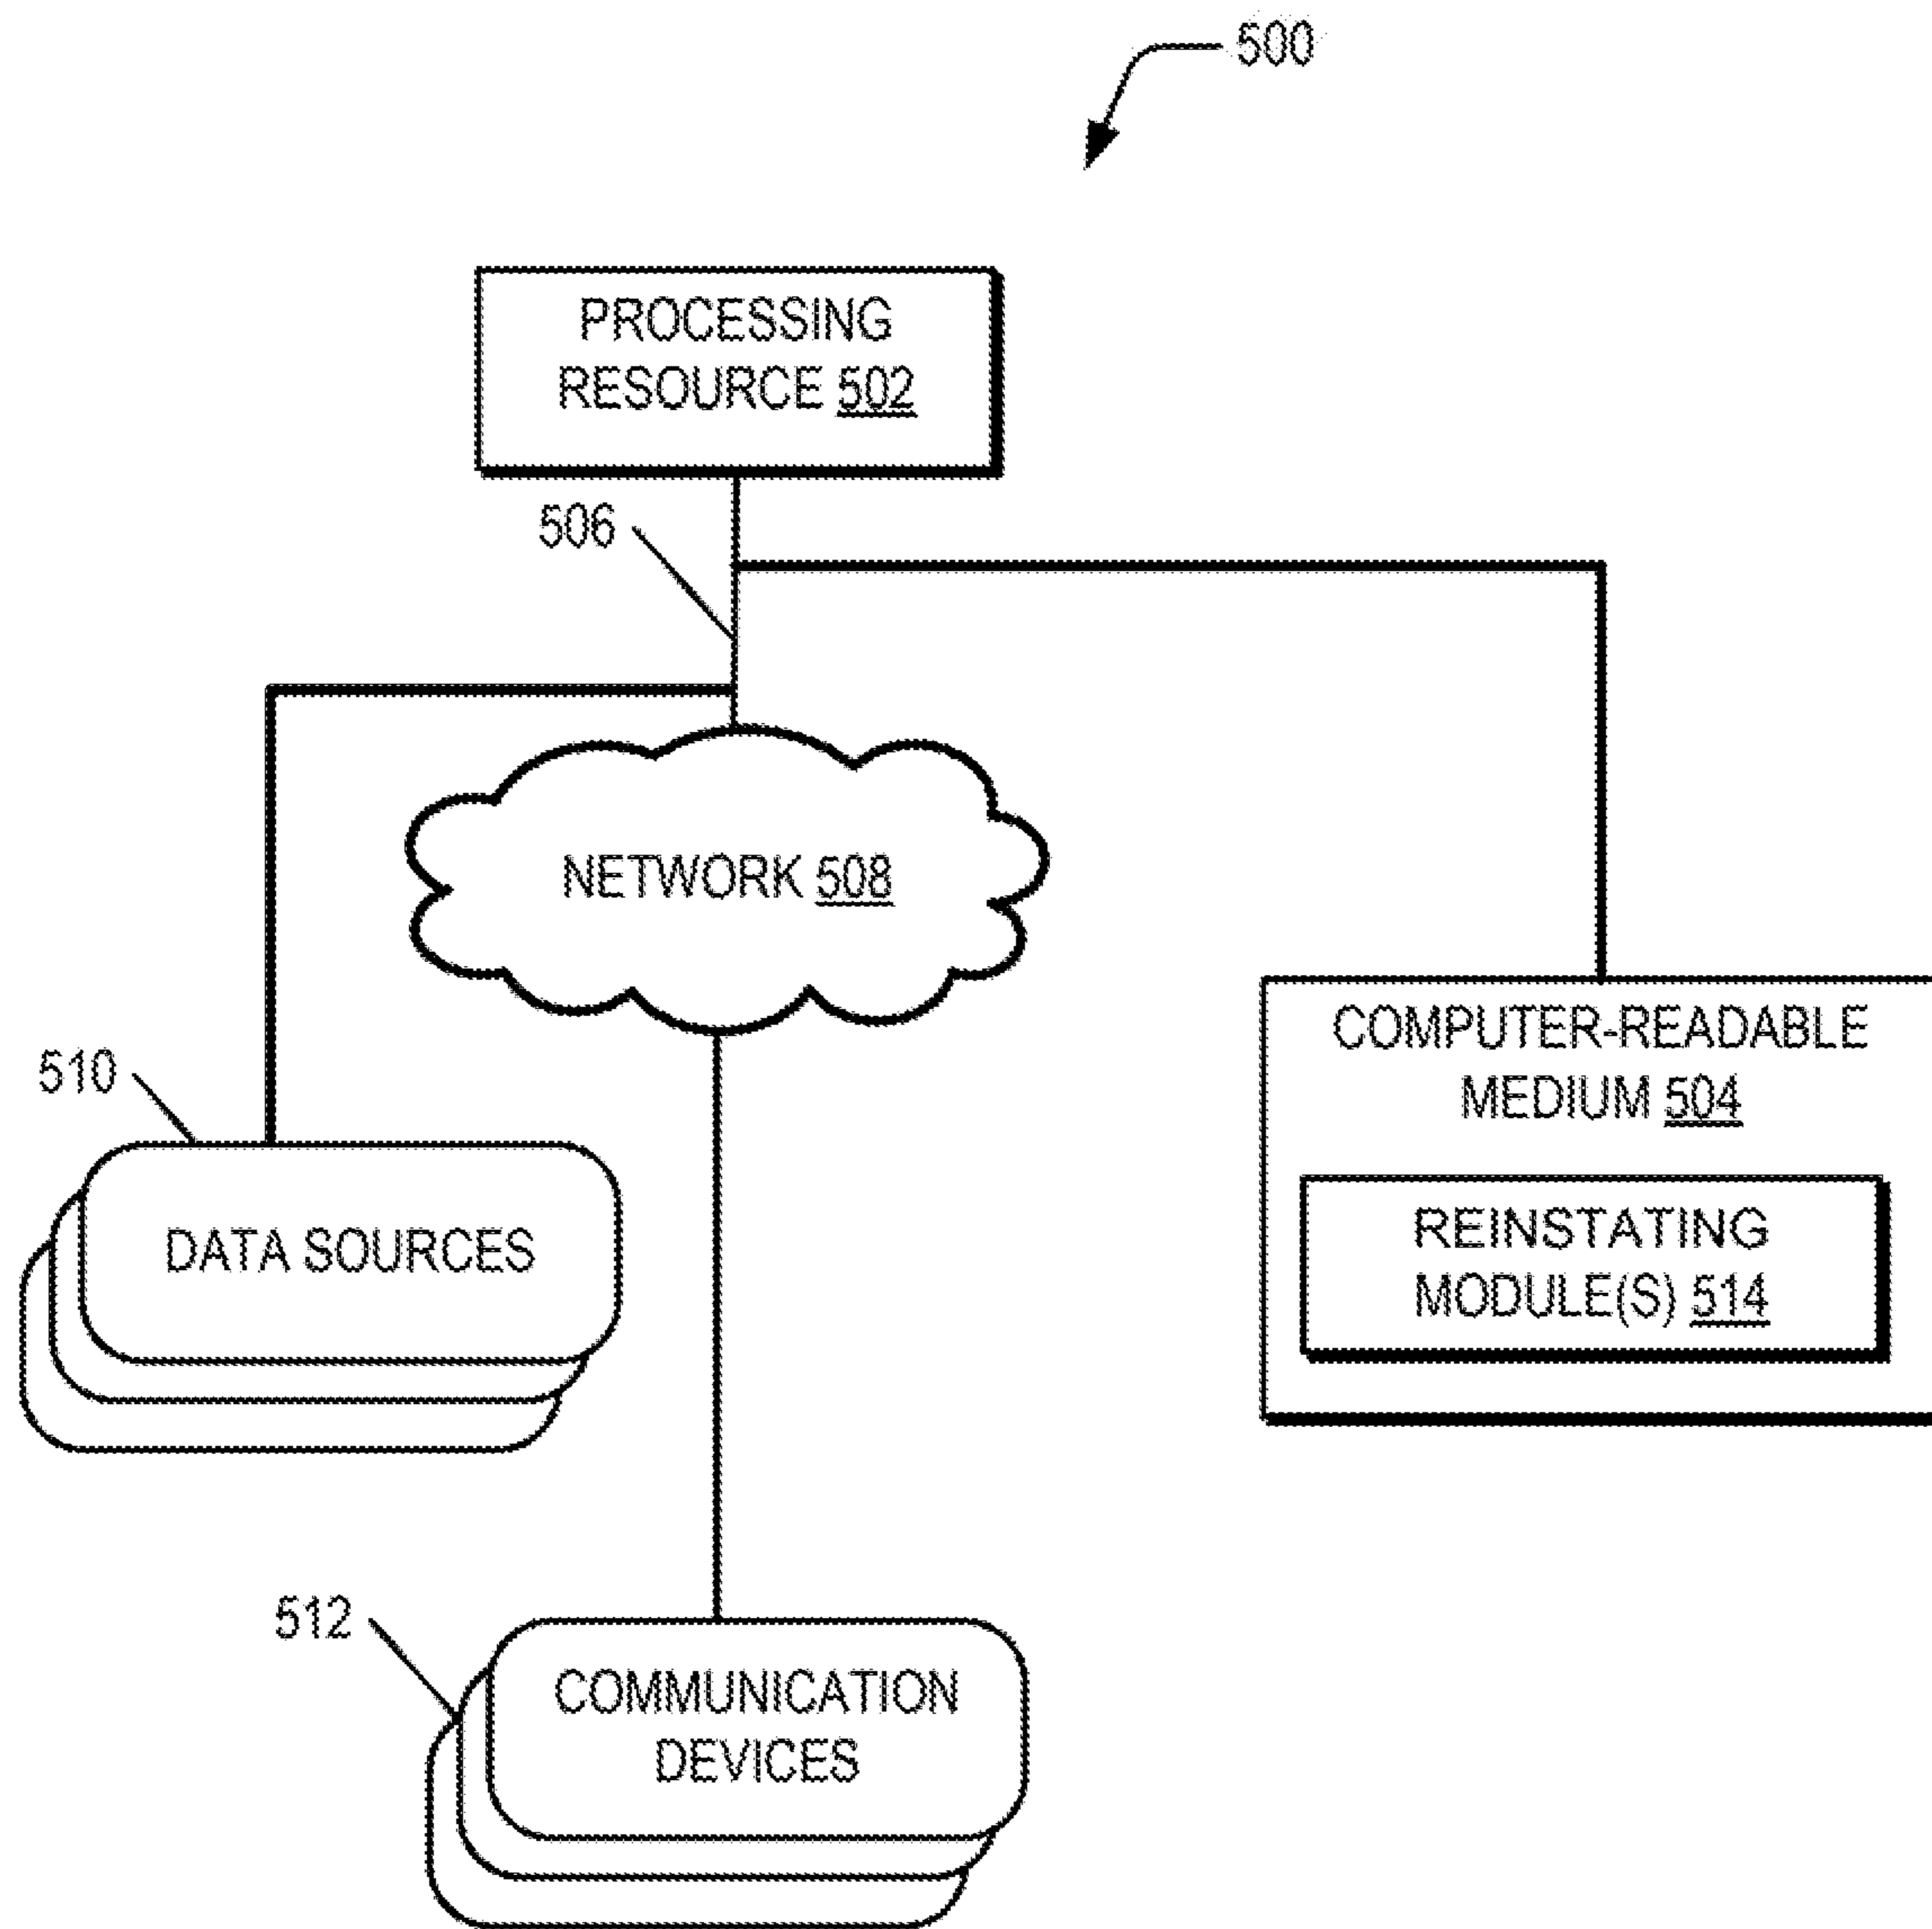 500
PROCESSING
RESOURCE 502
506
NETWORK 508
510
DATA SOURCES
COMPUTER-READABLE
MEDIUM 504
REINSTATING
MODULE(S) 514
512
COMMUNICATION
DEVICES